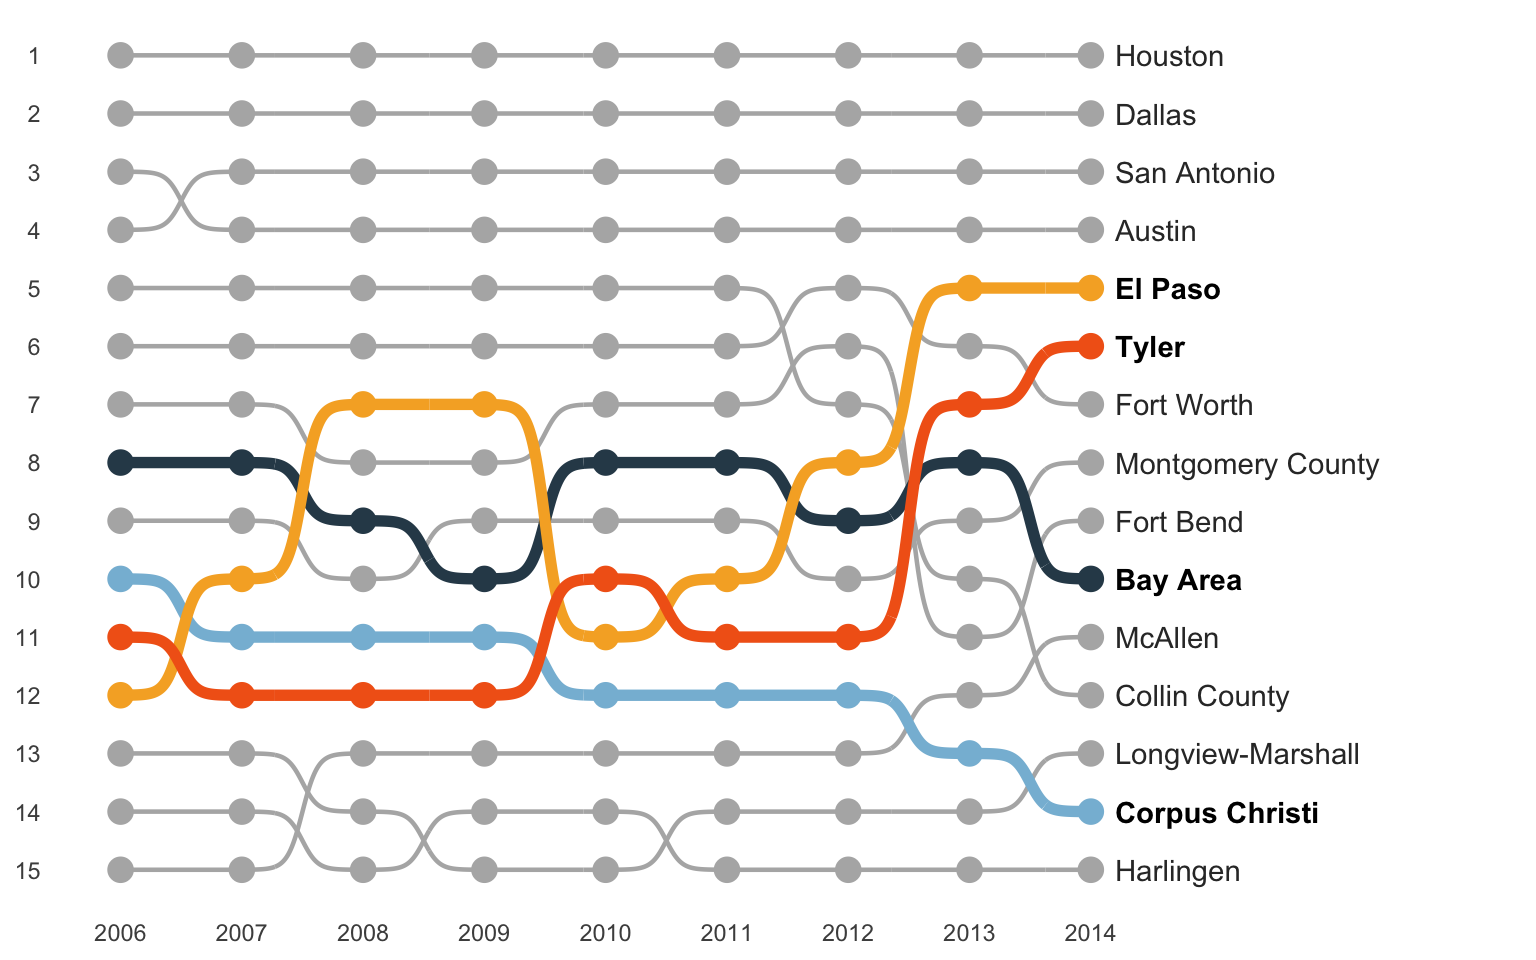 1 Houston
2 Dallas
3 San Antonio
4 Austin
5 El Paso
6 Tyler
7 Fort Worth
8 Montgomery County
9 Fort Bend
10 Bay Area
11 McAllen
12 Collin County
13 Longview-Marshall
14 Corpus Christi
15 Harlingen
2006 2007 2008 2009 2010 2011 2012 2013 2014